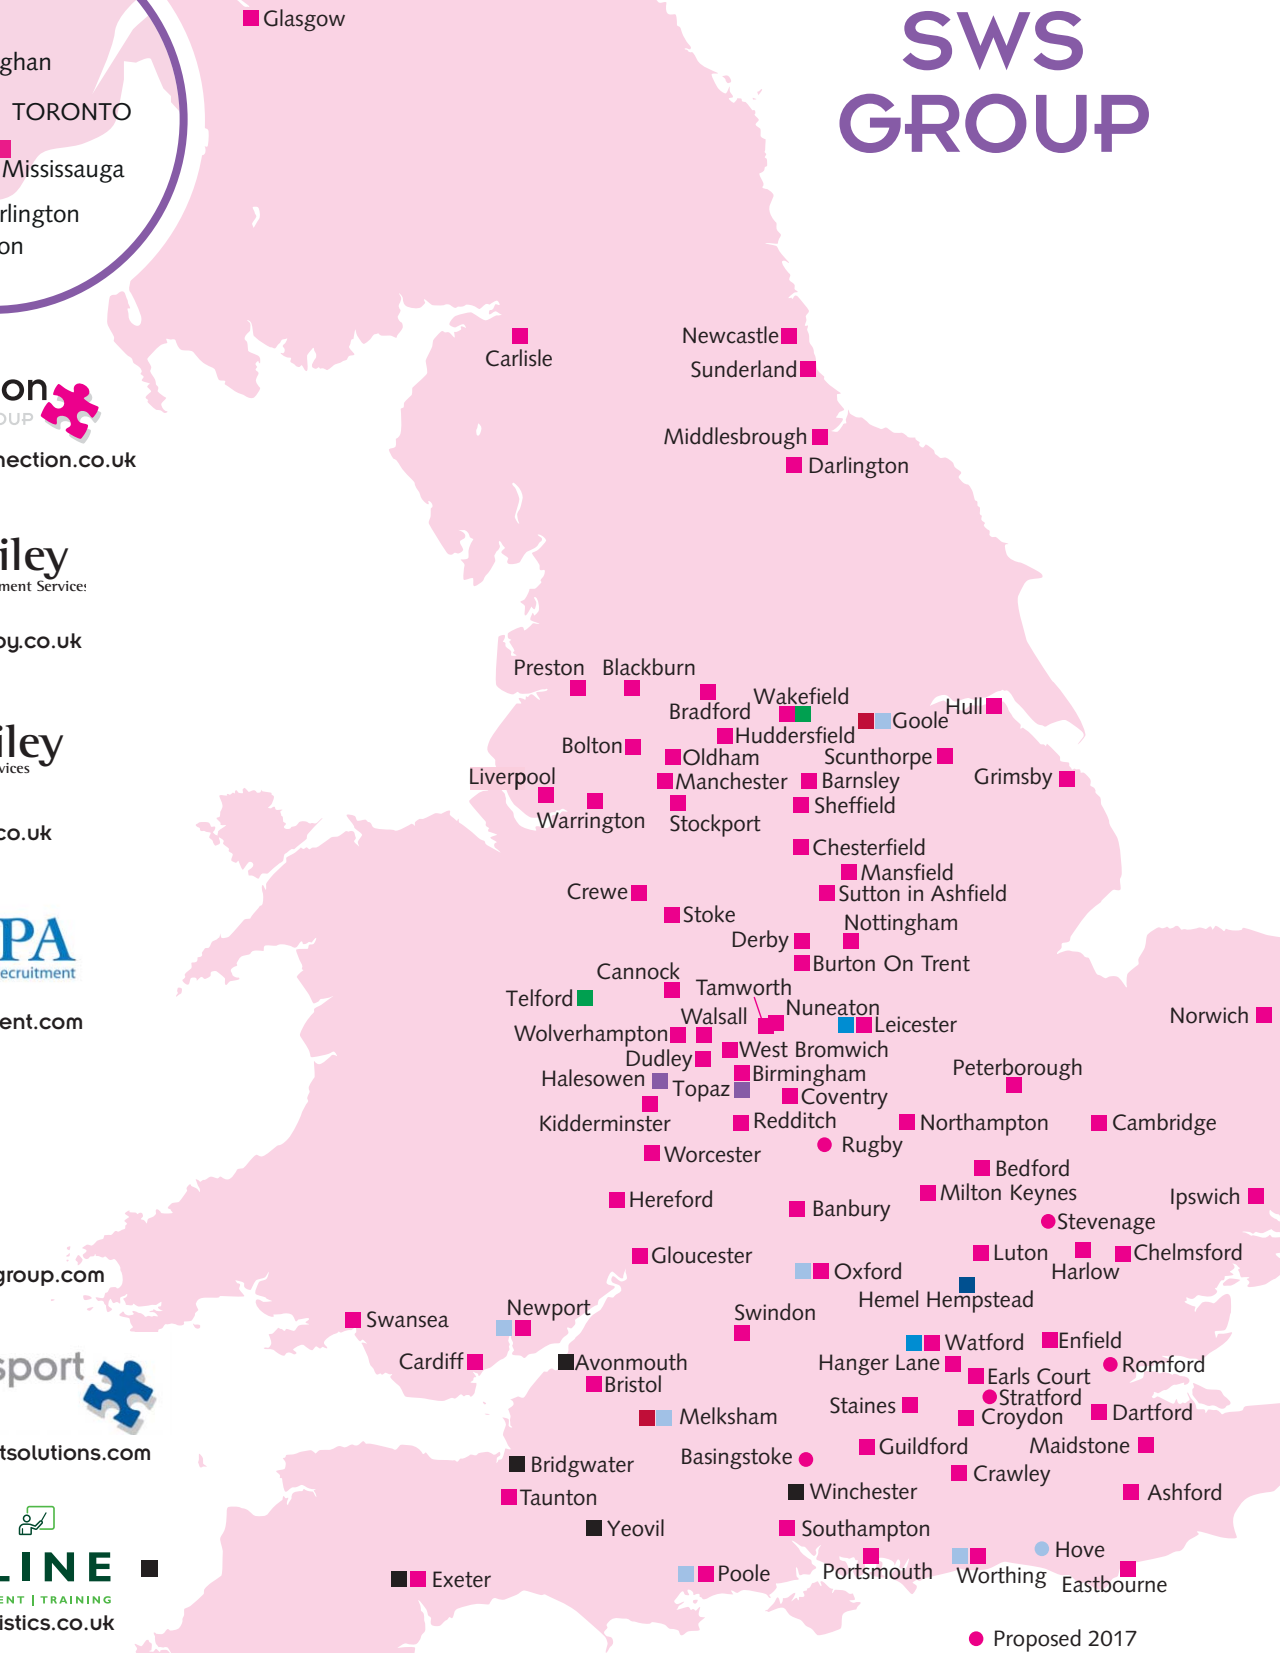 SWS
GROUP
Glasgow
ghan
TORONTO
Mississauga
rlington
on
Carlisle
Newcastle
Sunderland
Middlesbrough
Darlington
on
OUP
nection.co.uk
iley
ment Services
by.co.uk
iley
vices
co.uk
PA
ecruitment
ent.com
group.com
sport
tsolutions.com
LINE
ENT | TRAINING
istics.co.uk
Preston
Blackburn
Bradford
Wakefield
Goole
Hull
Huddersfield
Bolton
Oldham
Scunthorpe
Liverpool
Manchester
Barnsley
Grimsby
Warrington
Stockport
Sheffield
Chesterfield
Mansfield
Crewe
Sutton in Ashfield
Stoke
Nottingham
Derby
Burton On Trent
Cannock
Tamworth
Telford
Nuneaton
Walsall
Leicester
Norwich
Wolverhampton
West Bromwich
Dudley
Peterborough
Birmingham
Halesowen
Topaz
Coventry
Kidderminster
Redditch
Northampton
Cambridge
Rugby
Worcester
Bedford
Milton Keynes
Ipswich
Hereford
Banbury
Stevenage
Gloucester
Luton
Harlow
Chelmsford
Oxford
Hemel Hempstead
Newport
Swindon
Swansea
Watford
Enfield
Cardiff
Avonmouth
Hanger Lane
Romford
Bristol
Earls Court
Stratford
Staines
Croydon
Dartford
Melksham
Guildford
Maidstone
Basingstoke
Bridgwater
Crawley
Winchester
Ashford
Taunton
Yeovil
Southampton
Hove
Portsmouth
Worthing
Eastbourne
Exeter
Poole
Proposed 2017